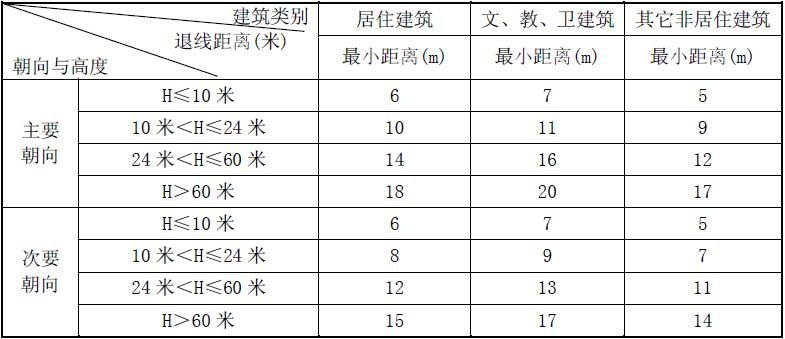 建筑类别 居住建筑 文、教、卫建筑 其它非居住建筑
退线距离(米)
朝向与高度 最小距离(m) 最小距离(m) 最小距离(m)
主要朝向 H≤10 米 6 7 5
10 米<H≤24 米 10 11 9
24 米<H≤60 米 14 16 12
H>60 米 18 20 17
次要朝向 H≤10 米 6 7 5
10 米<H≤24 米 8 9 7
24 米<H≤60 米 12 13 11
H>60 米 15 17 14